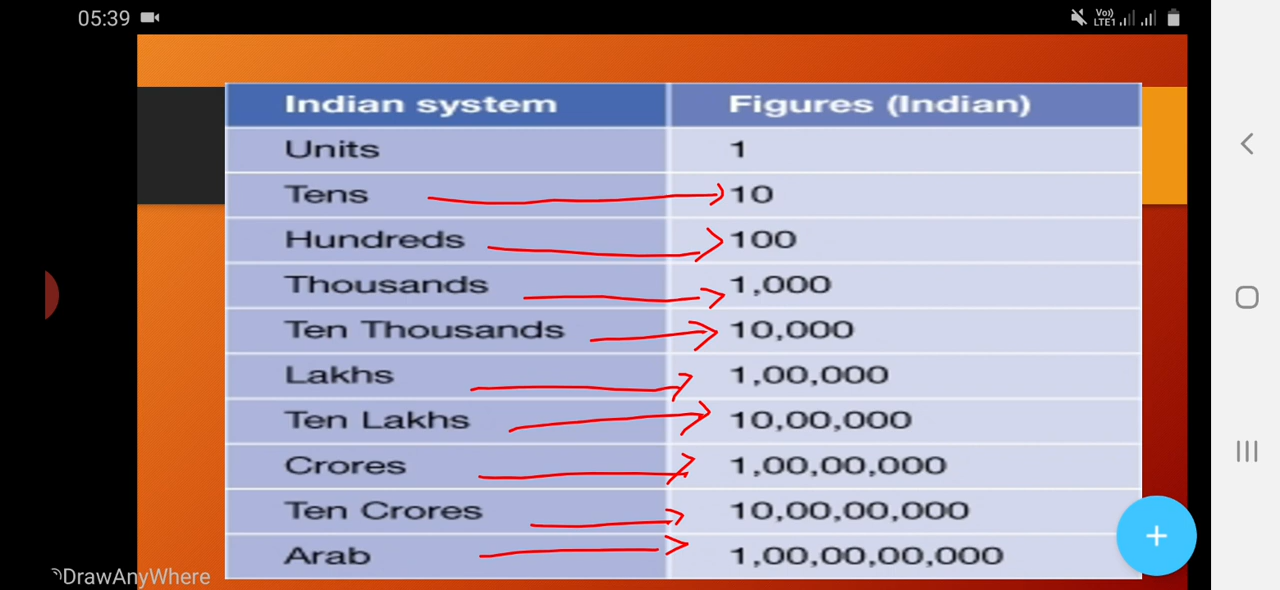 05:39
Vo))
LTE1
Indian system Figures (Indian)
Units 1
Tens 10
Hundreds 100
Thousands 1,000
Ten Thousands 10,000
Lakhs 1,00,000
Ten Lakhs 10,00,000
Crores 1,00,00,000
Ten Crores 10,00,00,000
Arab 1,00,00,00,000
DrawAnyWhere